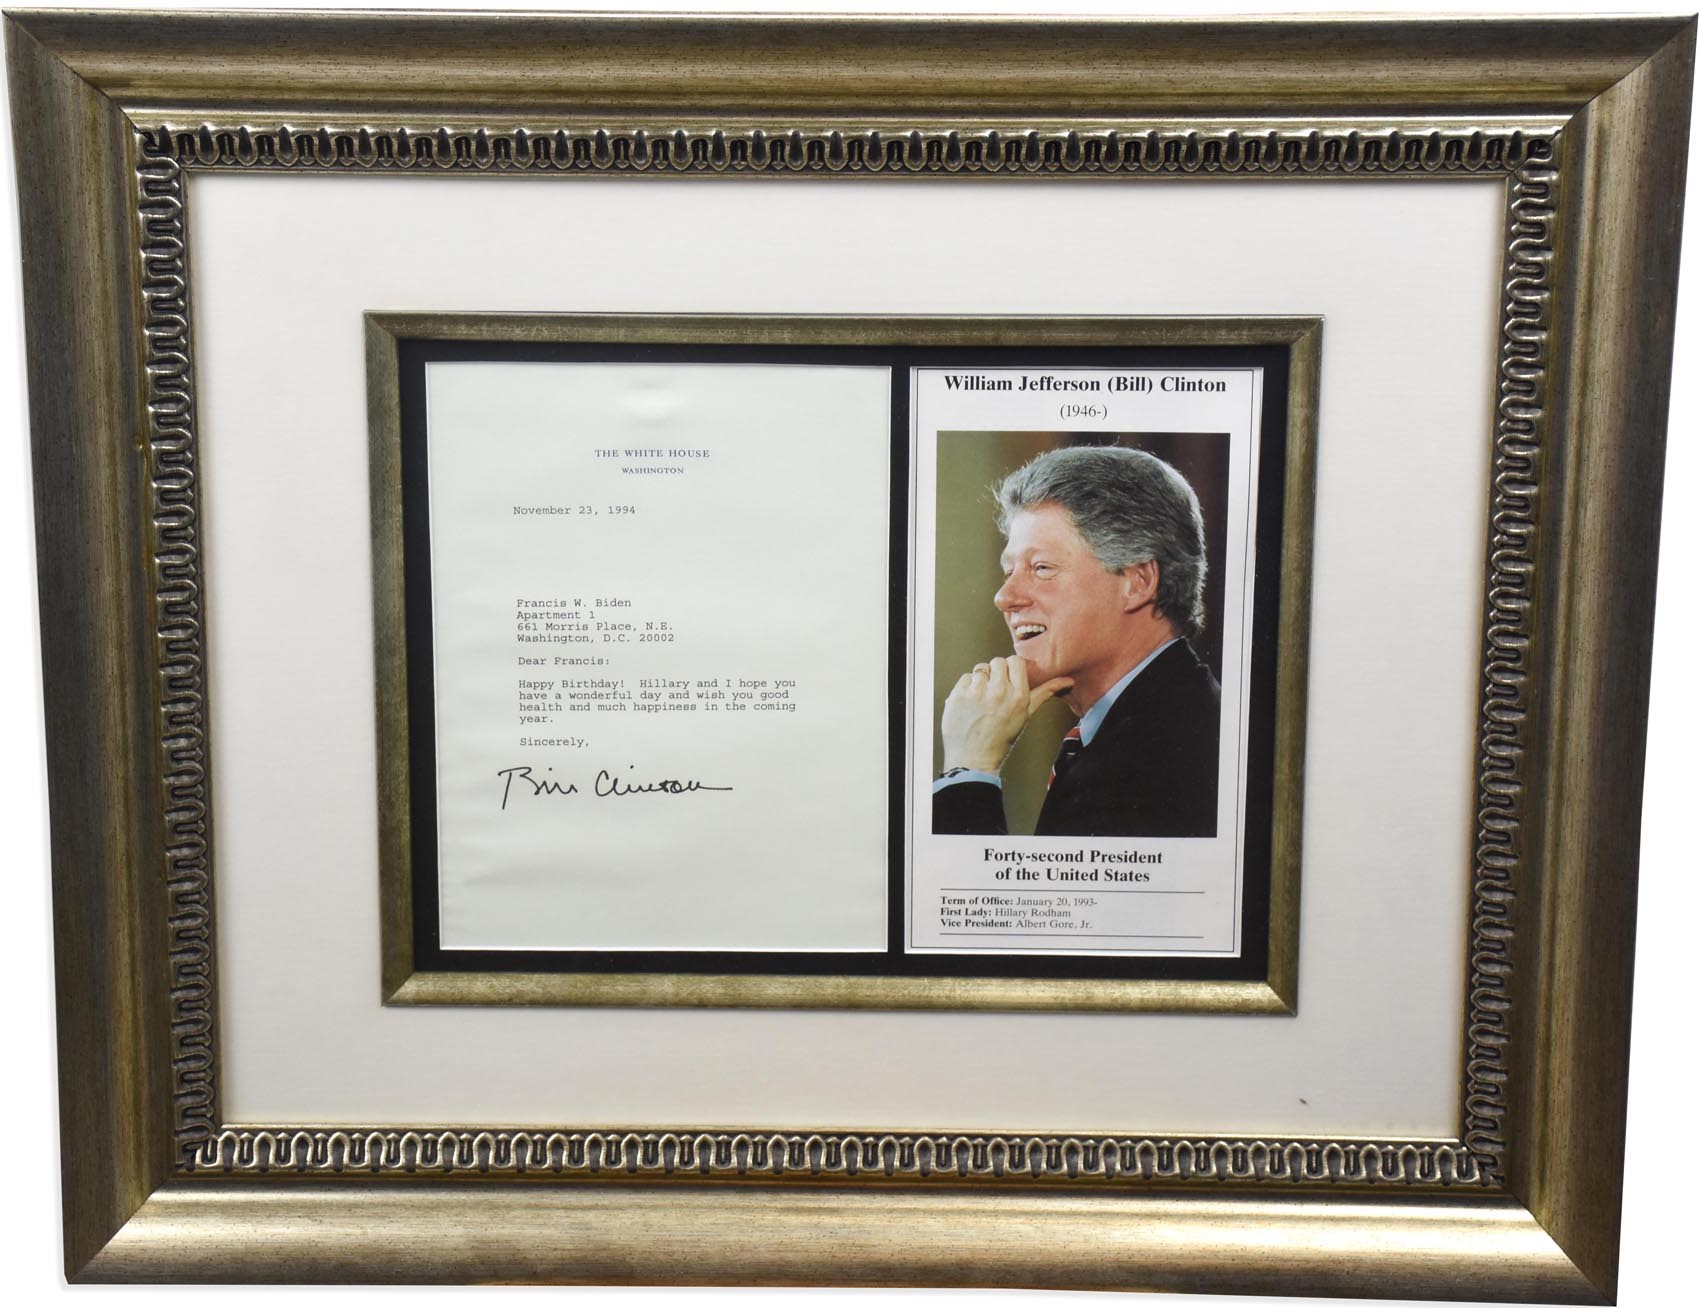 THE WHITE HOUSE
WASHINGTON
November 23, 1994
Francis W. Biden
Apartment 1
661 Morris Place, N.E.
Washington, D.C. 20002
Dear Francis:
Happy Birthday!  Hillary and I hope you
have a wonderful day and wish you good
health and much happiness in the coming
year.
Sincerely,
Bill Clinton
William Jefferson (Bill) Clinton
(1946-)
Forty-second President
of the United States
Term of Office: January 20, 1993-
First Lady: Hillary Rodham
Vice President: Albert Gore, Jr.